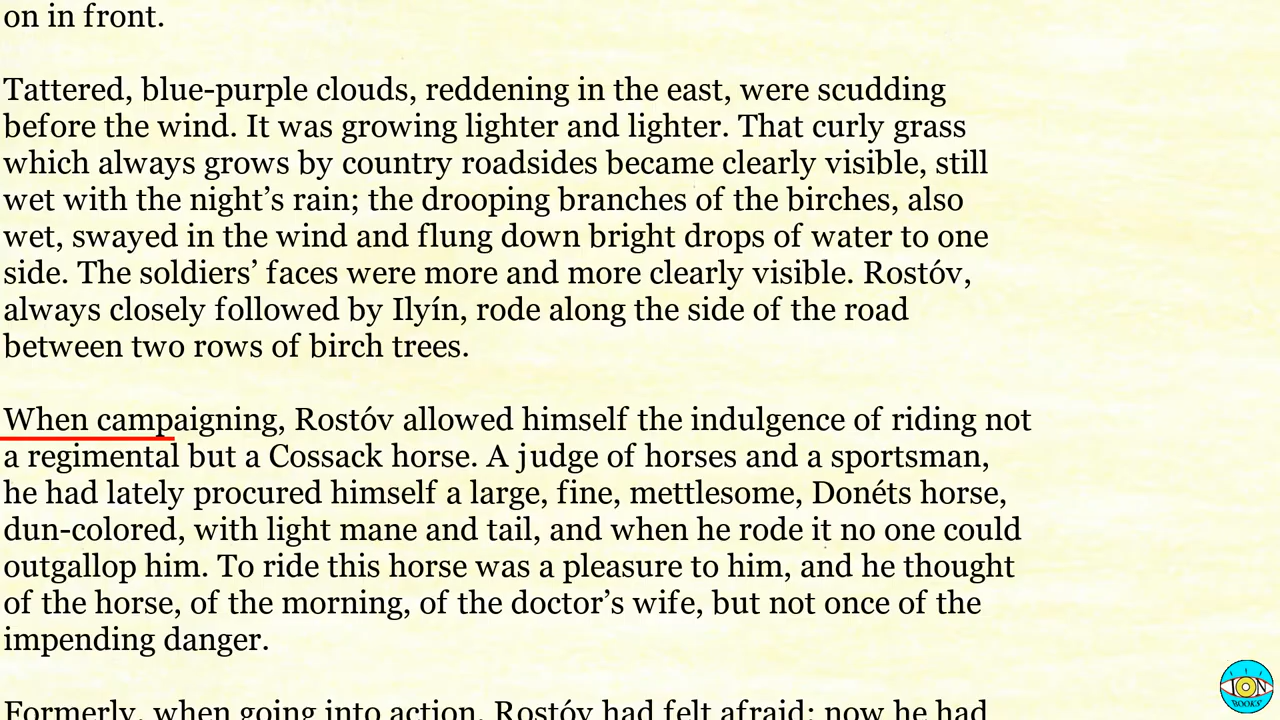 on in front.
Tattered, blue-purple clouds, reddening in the east, were scudding
before the wind. It was growing lighter and lighter. That curly grass
which always grows by country roadsides became clearly visible, still
wet with the night’s rain; the drooping branches of the birches, also
wet, swayed in the wind and flung down bright drops of water to one
side. The soldiers’ faces were more and more clearly visible. Rostóv,
always closely followed by Ilyín, rode along the side of the road
between two rows of birch trees.
When campaigning, Rostóv allowed himself the indulgence of riding not
a regimental but a Cossack horse. A judge of horses and a sportsman,
he had lately procured himself a large, fine, mettlesome, Donéts horse,
dun-colored, with light mane and tail, and when he rode it no one could
outgallop him. To ride this horse was a pleasure to him, and he thought
of the horse, of the morning, of the doctor’s wife, but not once of the
impending danger.
Formerly, when going into action, Rostóv had felt afraid; now he had
ION
BOOKS